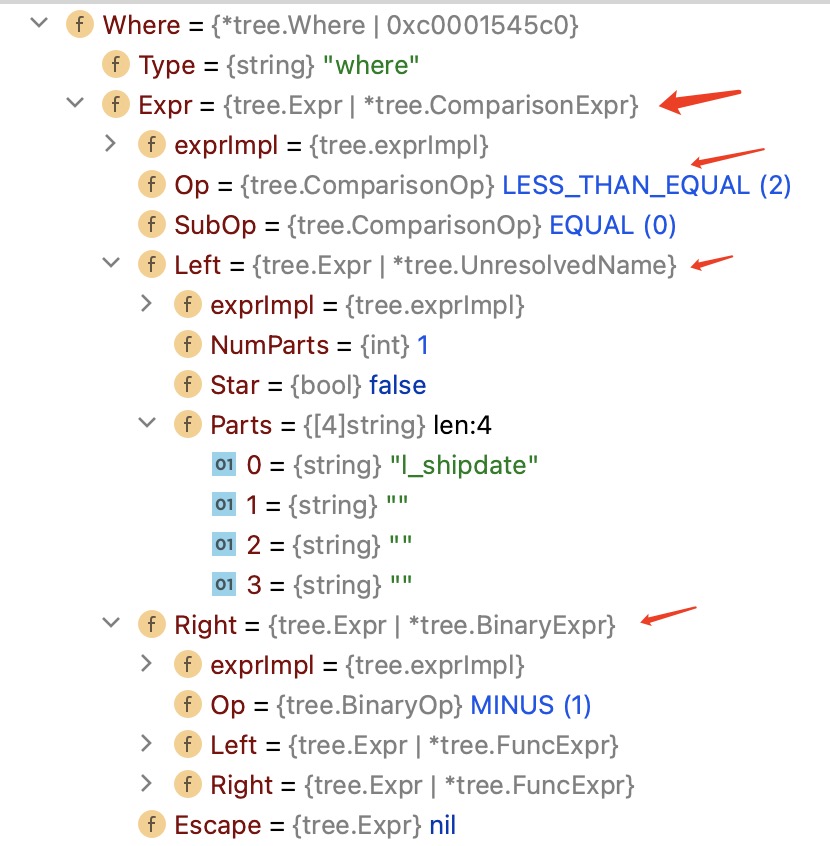 f Where = {*tree.Where | 0xc0001545c0}
f Type = {string} "where"
f Expr = {tree.Expr | *tree.ComparisonExpr}
f exprImpl = {tree.exprImpl}
f Op = {tree.ComparisonOp} LESS_THAN_EQUAL (2)
f SubOp = {tree.ComparisonOp} EQUAL (0)
f Left = {tree.Expr | *tree.UnresolvedName}
f exprImpl = {tree.exprImpl}
f NumParts = {int} 1
f Star = {bool} false
f Parts = {[4]string} len:4
01 0 = {string} "l_shipdate"
01 1 = {string} ""
01 2 = {string} ""
01 3 = {string} ""
f Right = {tree.Expr | *tree.BinaryExpr}
f exprImpl = {tree.exprImpl}
f Op = {tree.BinaryOp} MINUS (1)
f Left = {tree.Expr | *tree.FuncExpr}
f Right = {tree.Expr | *tree.FuncExpr}
f Escape = {tree.Expr} nil